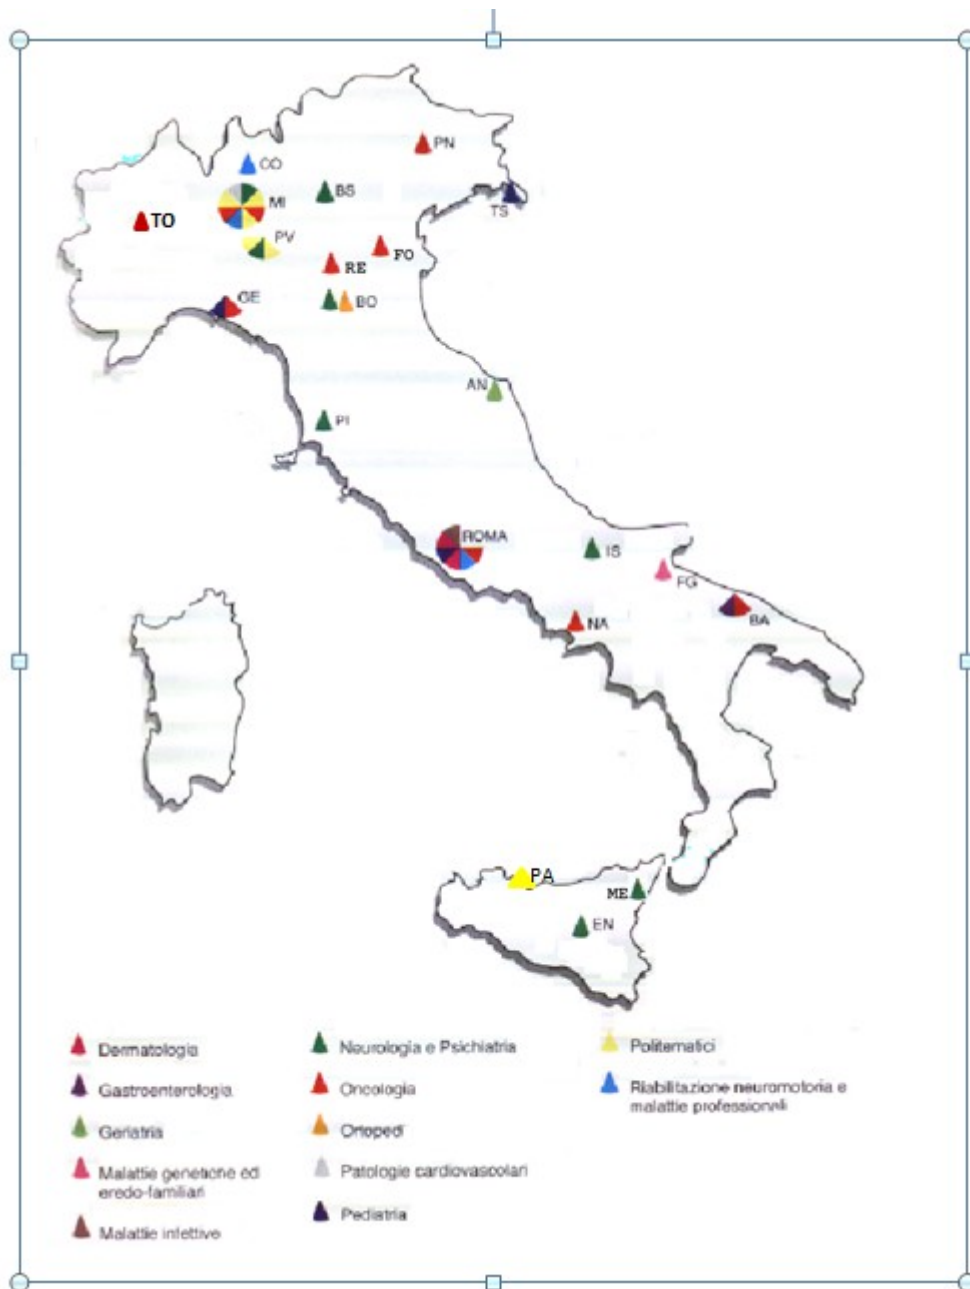 PN
CO
BS
MI
TS
TO
PV
FO
RE
GE
BO
AN
PI
ROMA
IS
FG
BA
NA
PA
ME
EN
Dermatologia
Gastroenterologia
Geriatria
Malattie genetiche ed
eredo-familiari
Malattie infettive
Neurologia e Psichiatria
Oncologia
Ortopedi
Patologie cardiovascolari
Pediatria
Politematici
Riabilitazione neuromotoria e
malattie professionali